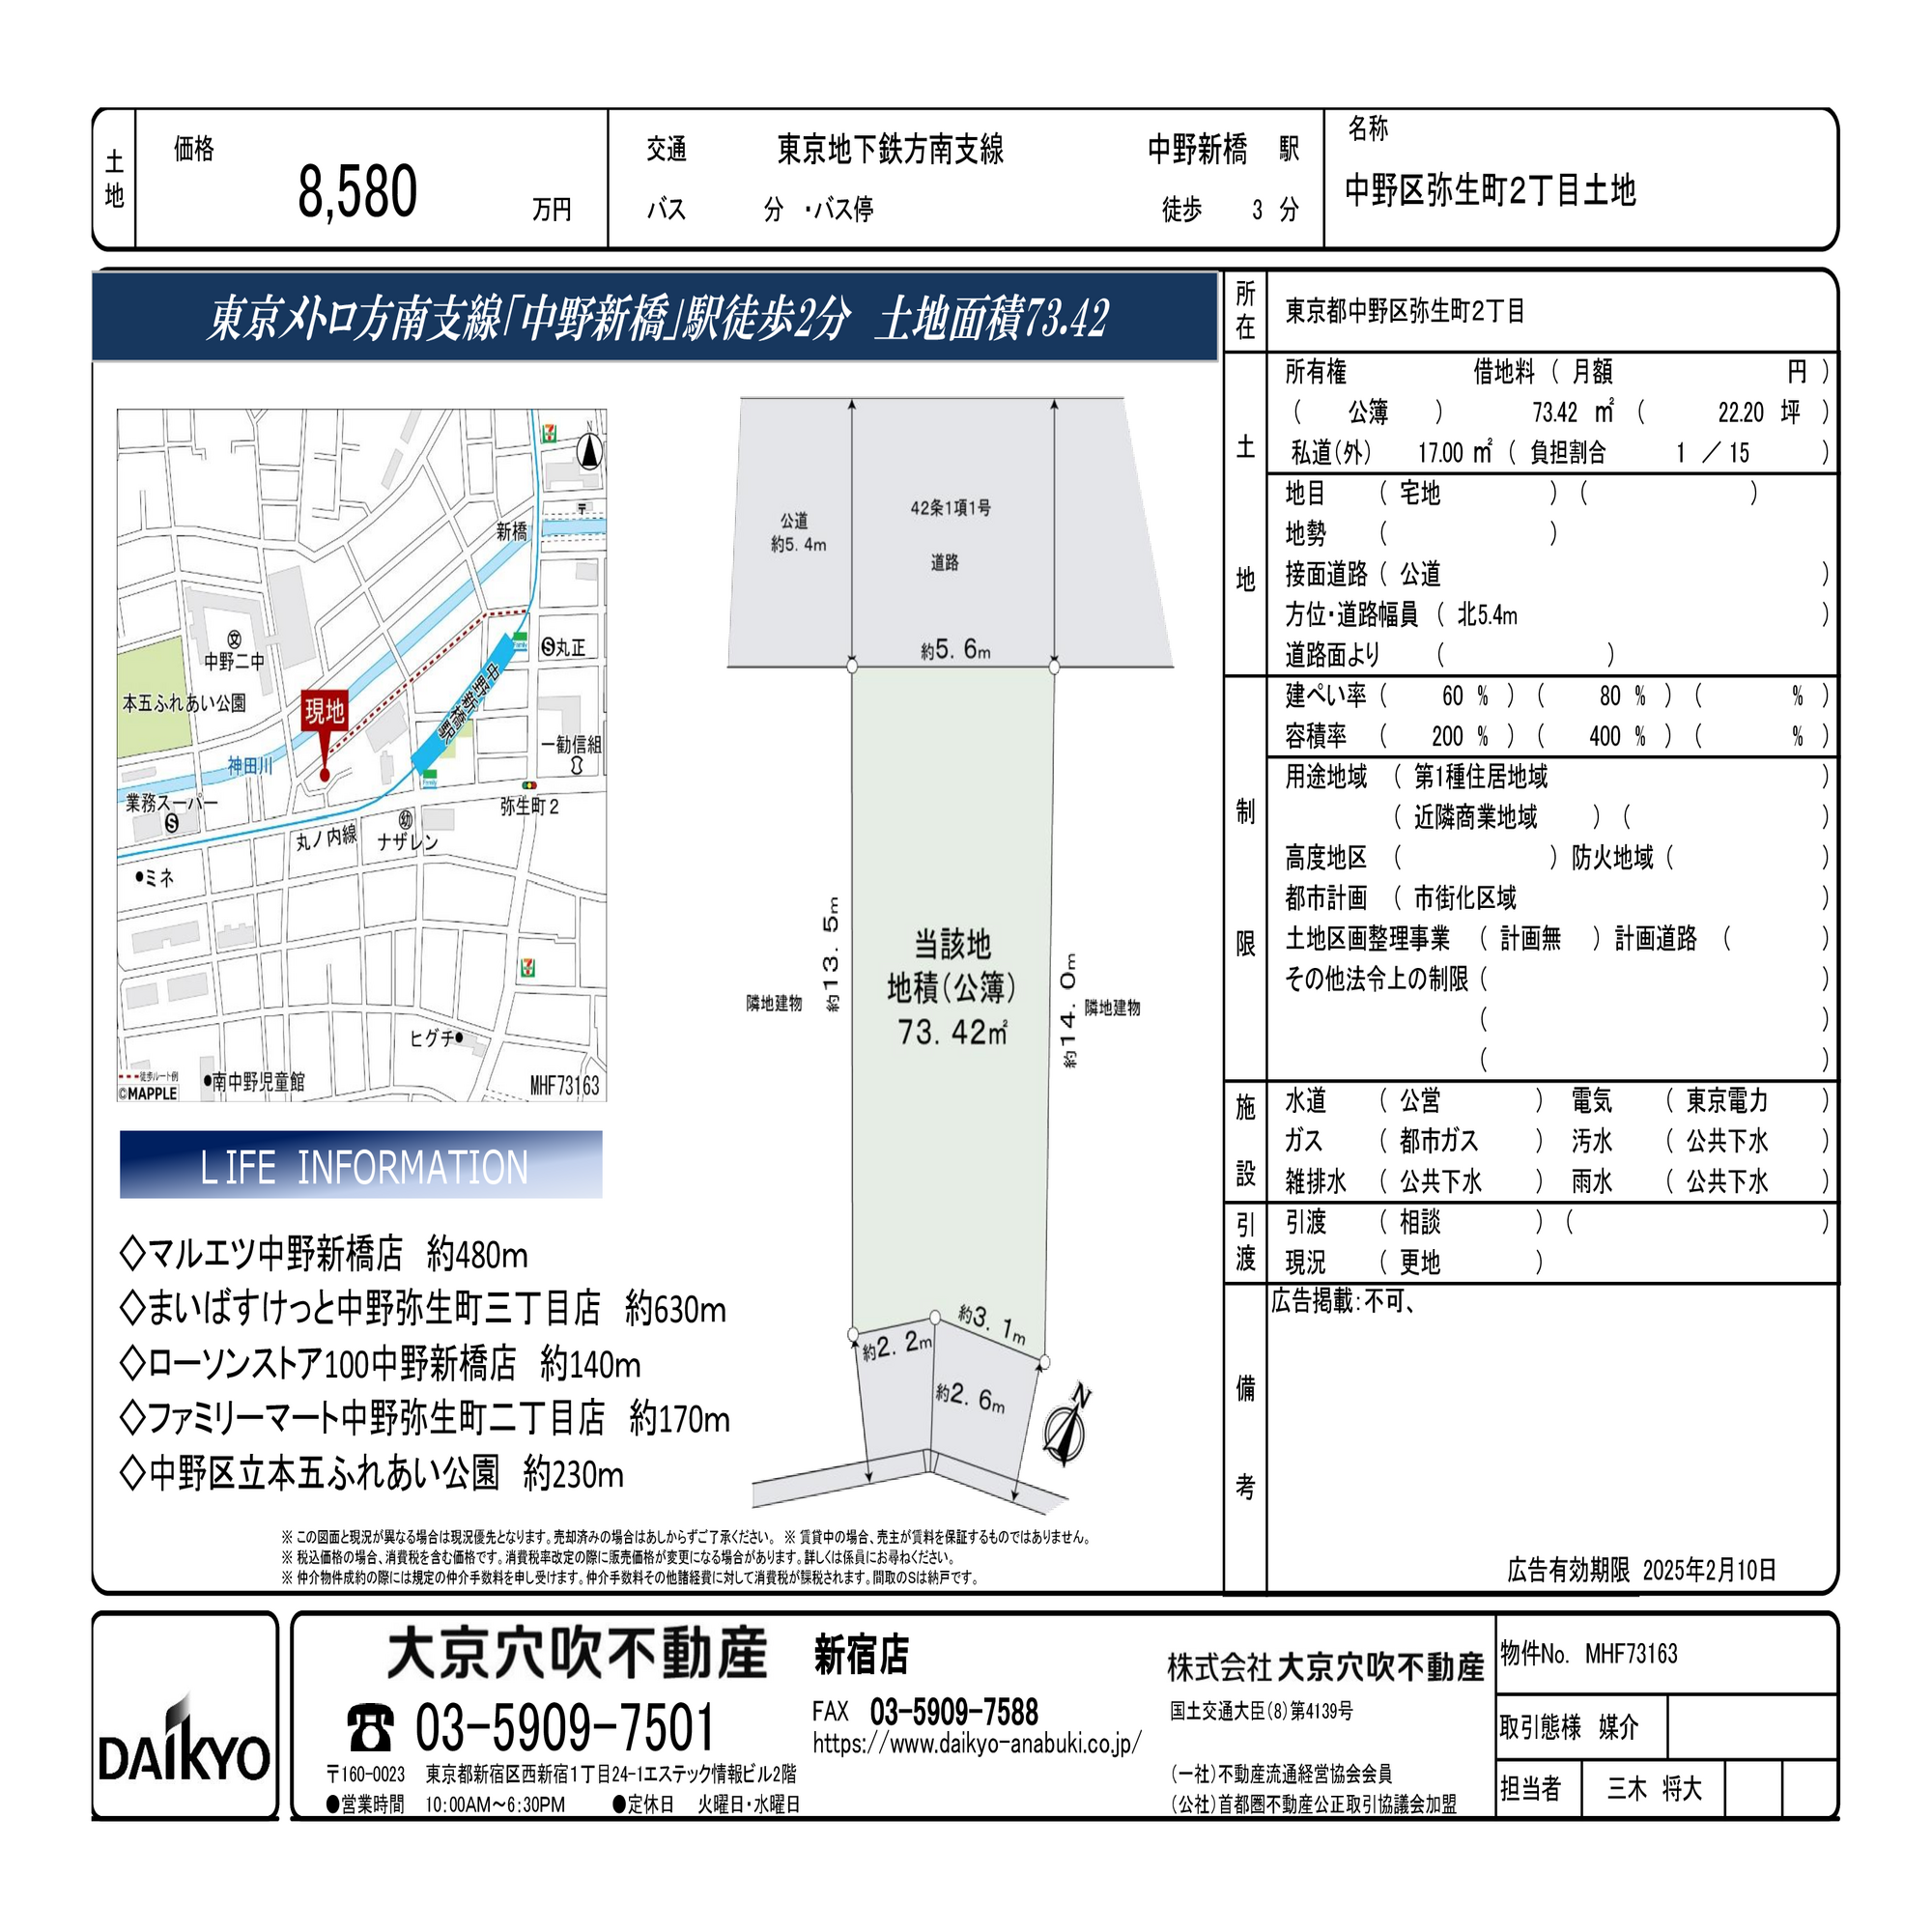 土地
価格
8,580 万円
交通 東京地下鉄方南支線 中野新橋 駅
バス 分 ・バス停 徒歩 3 分
名称
中野区弥生町2丁目土地
東京メトロ方南支線「中野新橋」駅徒歩2分 土地面積73.42
N
新橋
文
中野二中
本五ふれあい公園
S丸正
中野新橋駅
現地
一勧信組
神田川
業務スーパー
S
弥生町2
幼
丸ノ内線 ナザレン
●ミネ
ヒグチ●
●南中野児童館
徒歩ルート例
©MAPPLE
MHF73163
LIFE INFORMATION
◇マルエツ中野新橋店 約480m
◇まいばすけっと中野弥生町三丁目店 約630m
◇ローソンストア100中野新橋店 約140m
◇ファミリーマート中野弥生町二丁目店 約170m
◇中野区立本五ふれあい公園 約230m
公道
約5.4m
42条1項1号
道路
約5.6m
約13.5m
隣地建物
当該地
地積(公簿)
73.42㎡
約14.0m
隣地建物
約2.2m
約3.1m
約2.6m
N
※ この図面と現況が異なる場合は現況優先となります。売却済みの場合はあしからずご了承ください。 ※ 賃貸中の場合、売主が賃料を保証するものではありません。
※ 税込価格の場合、消費税を含む価格です。消費税率改定の際に販売価格が変更になる場合があります。詳しくは係員にお尋ねください。
※ 仲介物件成約の際には規定の仲介手数料を申し受けます。仲介手数料その他諸経費に対して消費税が課税されます。間取のSは納戸です。
所在
東京都中野区弥生町2丁目
土地
所有権 借地料 ( 月額 円 )
( 公簿 ) 73.42 ㎡ ( 22.20 坪 )
私道(外) 17.00 ㎡ ( 負担割合 1 ／ 15 )
地目 ( 宅地 ) ( )
地勢 ( )
接面道路 ( 公道 )
方位・道路幅員 ( 北5.4m )
道路面より ( )
制限
建ぺい率 ( 60 % ) ( 80 % ) ( % )
容積率 ( 200 % ) ( 400 % ) ( % )
用途地域 ( 第1種住居地域 )
( 近隣商業地域 ) ( )
高度地区 ( ) 防火地域 ( )
都市計画 ( 市街化区域 )
土地区画整理事業 ( 計画無 ) 計画道路 ( )
その他法令上の制限 ( )
( )
( )
施設
水道 ( 公営 ) 電気 ( 東京電力 )
ガス ( 都市ガス ) 汚水 ( 公共下水 )
雑排水 ( 公共下水 ) 雨水 ( 公共下水 )
引渡
引渡 ( 相談 ) ( )
現況 ( 更地 )
備考
広告掲載:不可、
広告有効期限 2025年2月10日
DAIKYO
大京穴吹不動産
☎ 03-5909-7501
〒160-0023 東京都新宿区西新宿1丁目24-1エステック情報ビル2階
●営業時間 10:00AM～6:30PM ●定休日 火曜日・水曜日
新宿店
FAX 03-5909-7588
https://www.daikyo-anabuki.co.jp/
株式会社大京穴吹不動産
国土交通大臣(8)第4139号
(一社)不動産流通経営協会会員
(公社)首都圏不動産公正取引協議会加盟
物件No. MHF73163
取引態様 媒介
担当者 三木 将大